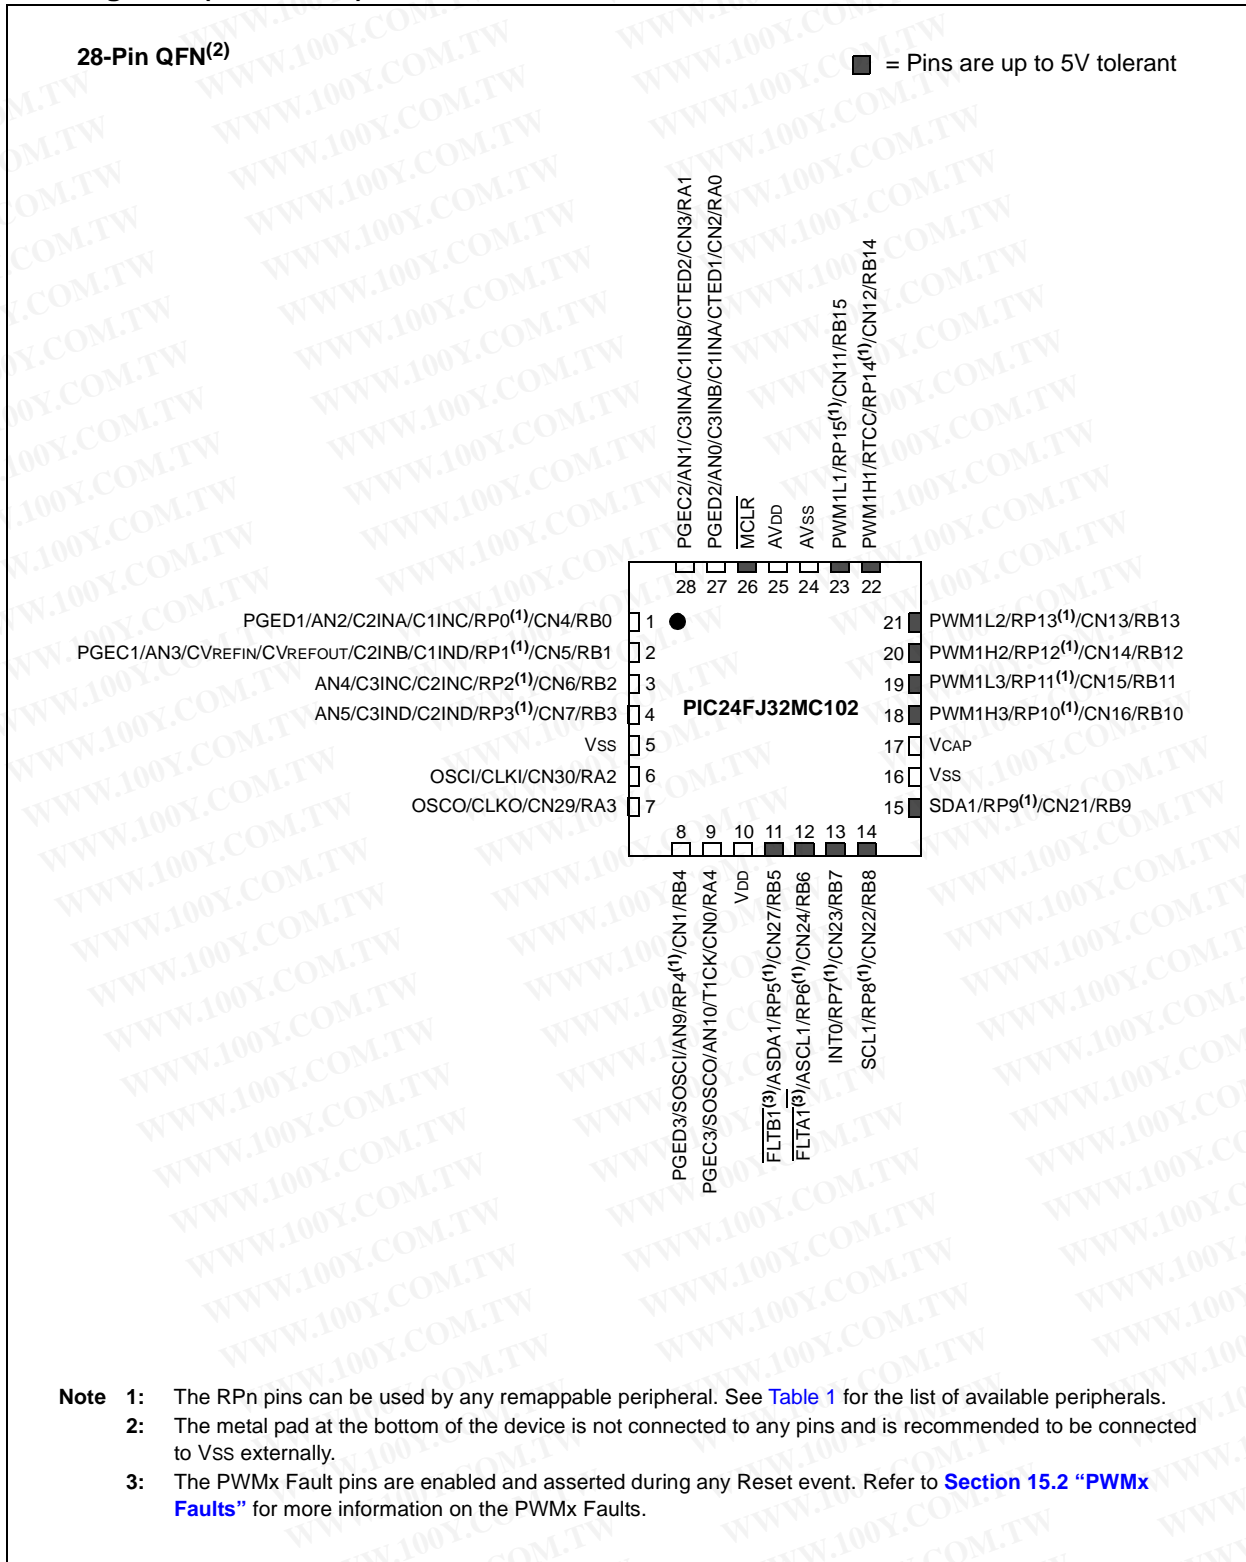 28-Pin QFN(2)
= Pins are up to 5V tolerant
PGEC2/AN1/C3INA/C1INB/CTED2/CN3/RA1
PGED2/AN0/C3INB/C1INA/CTED1/CN2/RA0
MCLR
AVDD
AVSS
PWM1L1/RP15(1)/CN11/RB15
PWM1H1/RTCC/RP14(1)/CN12/RB14
28 27 26 25 24 23 22
PGED1/AN2/C2INA/C1INC/RP0(1)/CN4/RB0 1
PGEC1/AN3/CVREFIN/CVREFOUT/C2INB/C1IND/RP1(1)/CN5/RB1 2
AN4/C3INC/C2INC/RP2(1)/CN6/RB2 3
AN5/C3IND/C2IND/RP3(1)/CN7/RB3 4
VSS 5
OSCI/CLKI/CN30/RA2 6
OSCO/CLKO/CN29/RA3 7
PIC24FJ32MC102
21 PWM1L2/RP13(1)/CN13/RB13
20 PWM1H2/RP12(1)/CN14/RB12
19 PWM1L3/RP11(1)/CN15/RB11
18 PWM1H3/RP10(1)/CN16/RB10
17 VCAP
16 VSS
15 SDA1/RP9(1)/CN21/RB9
8 9 10 11 12 13 14
PGED3/SOSCI/AN9/RP4(1)/CN1/RB4
PGEC3/SOSCO/AN10/T1CK/CN0/RA4
VDD
FLTB1(3)/ASDA1/RP5(1)/CN27/RB5
FLTA1(3)/ASCL1/RP6(1)/CN24/RB6
INT0/RP7(1)/CN23/RB7
SCL1/RP8(1)/CN22/RB8
Note 1: The RPn pins can be used by any remappable peripheral. See Table 1 for the list of available peripherals.
2: The metal pad at the bottom of the device is not connected to any pins and is recommended to be connected
to VSS externally.
3: The PWMx Fault pins are enabled and asserted during any Reset event. Refer to Section 15.2 “PWMx
Faults” for more information on the PWMx Faults.
WWW.100Y.COM.TW